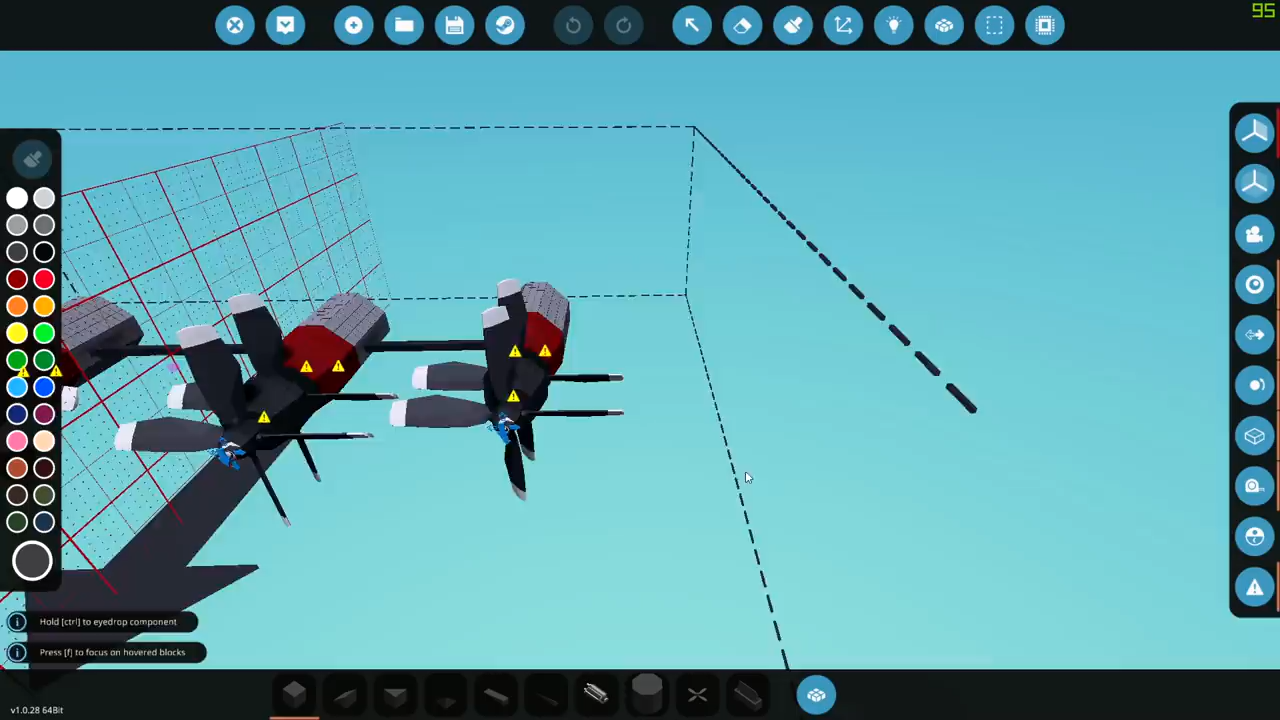 95
Hold [ctrl] to eyedrop component
Press [f] to focus on hovered blocks
v1.0.28 64Bit